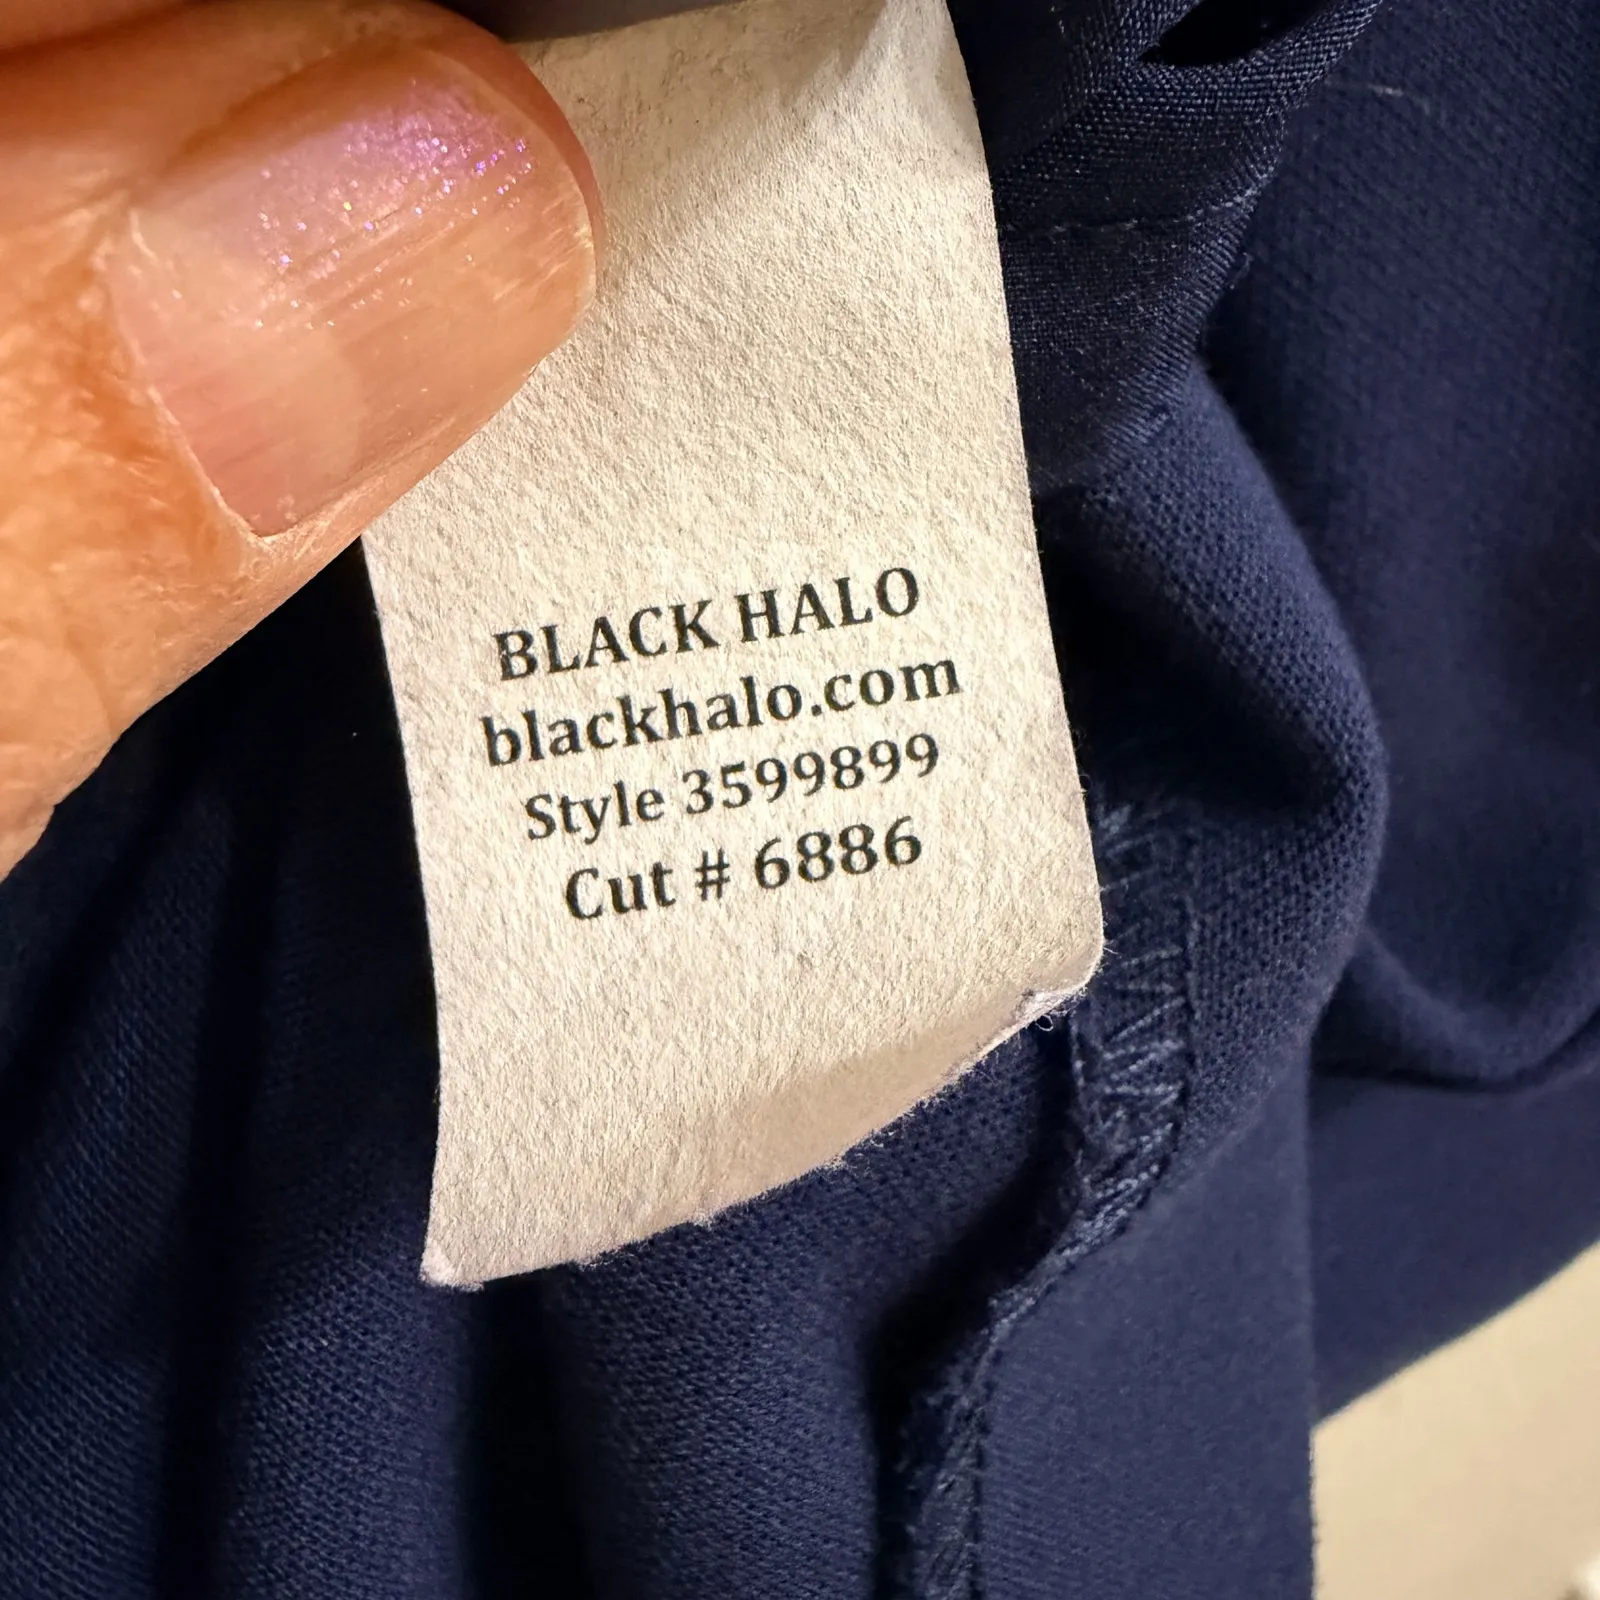 BLACK HALO
blackhalo.com
Style 3599899
Cut # 6886